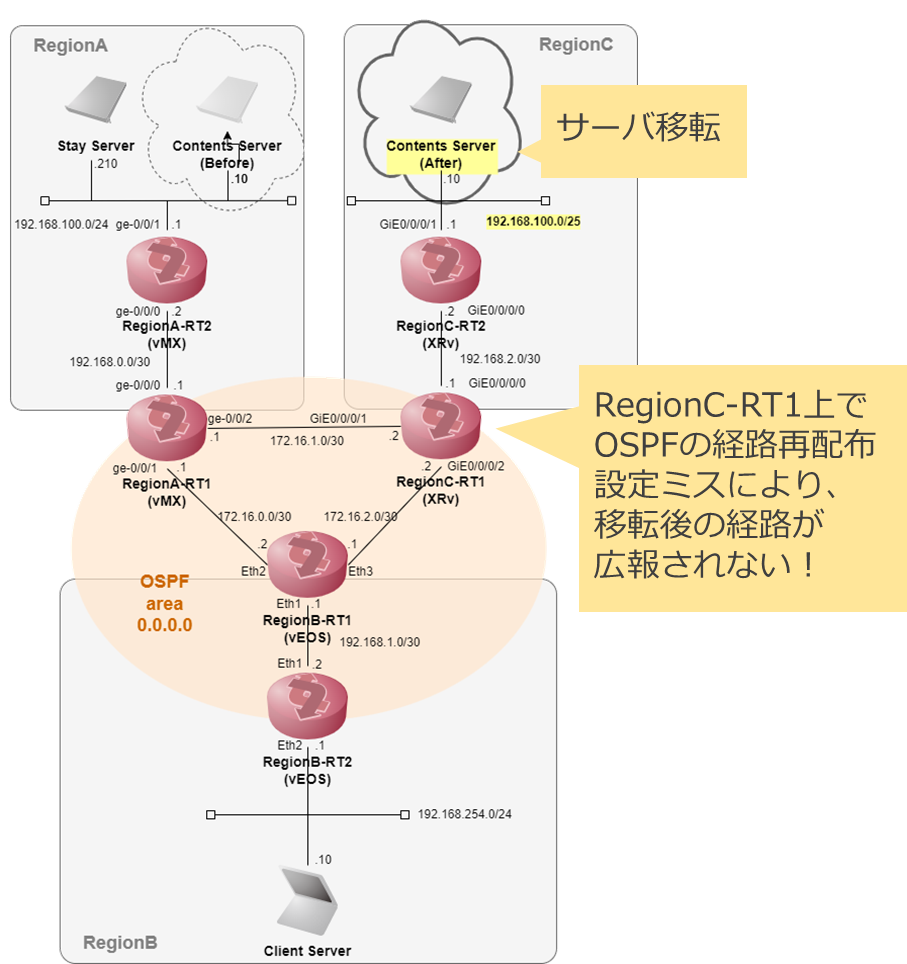 RegionA
RegionC
Stay Server
.210
Contents Server
(Before)
.10
Contents Server
(After)
.10
サーバ移転
192.168.100.0/24
ge-0/0/1
.1
GiE0/0/0/1
.1
192.168.100.0/25
ge-0/0/0
.2
RegionA-RT2
(vMX)
.2
GiE0/0/0/0
RegionC-RT2
(XRv)
192.168.0.0/30
192.168.2.0/30
ge-0/0/0
.1
.1
GiE0/0/0/0
ge-0/0/2
.1
GiE0/0/0/1
.2
172.16.1.0/30
ge-0/0/1
.1
RegionA-RT1
(vMX)
.2
GiE0/0/0/2
RegionC-RT1
(XRv)
RegionC-RT1上で
OSPFの経路再配布
設定ミスにより、
移転後の経路が
広報されない！
172.16.0.0/30
172.16.2.0/30
.2
Eth2
.1
Eth3
OSPF
area
0.0.0.0
Eth1
.1
RegionB-RT1
(vEOS)
192.168.1.0/30
Eth1
.2
Eth2
.1
RegionB-RT2
(vEOS)
192.168.254.0/24
.10
Client Server
RegionB